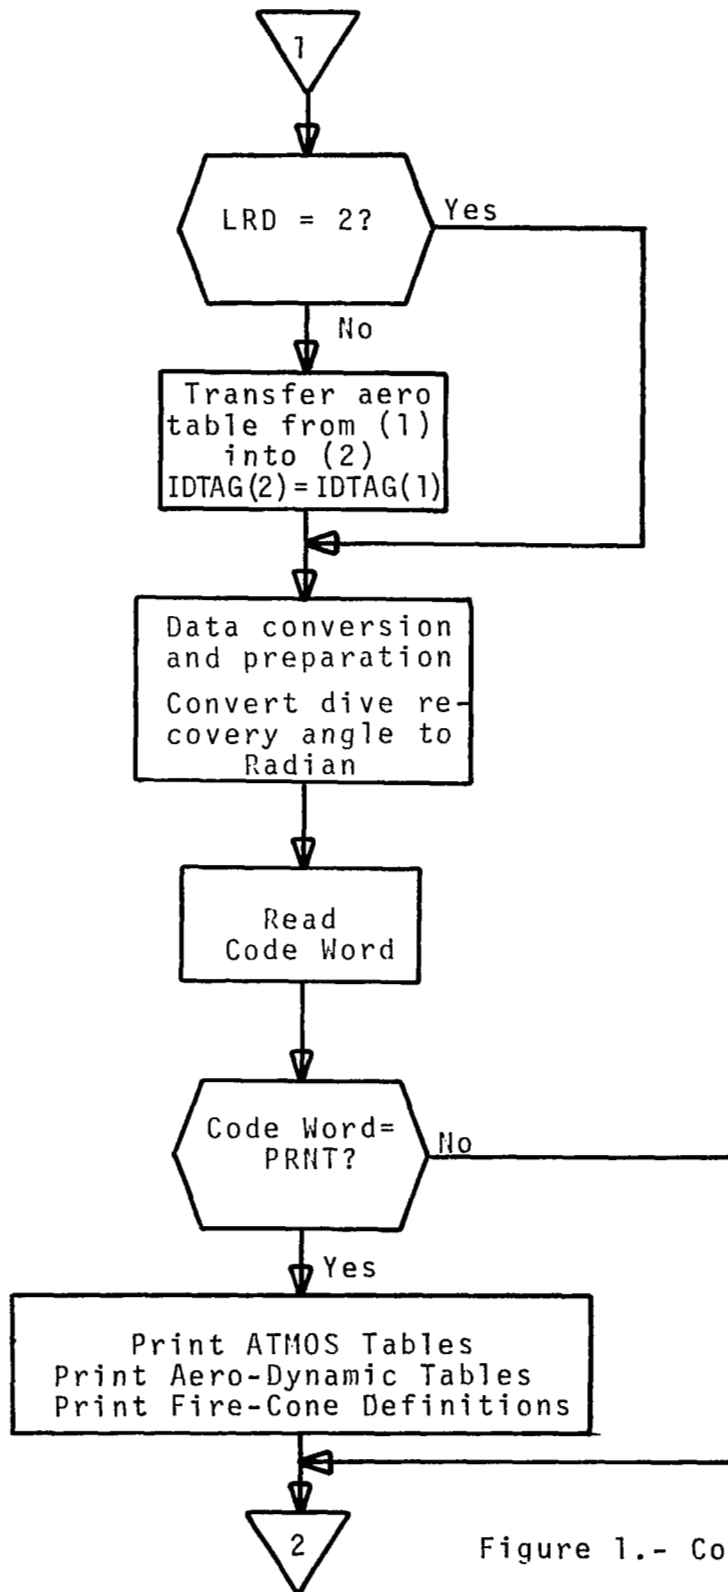 1
LRD = 2?
Yes
No
Transfer aero
table from (1)
into (2)
IDTAG(2)=IDTAG(1)
Data conversion
and preparation
Convert dive re-
covery angle to
Radian
Read
Code Word
Code Word=
PRNT?
No
Yes
Print ATMOS Tables
Print Aero-Dynamic Tables
Print Fire-Cone Definitions
2
Figure 1.- Co